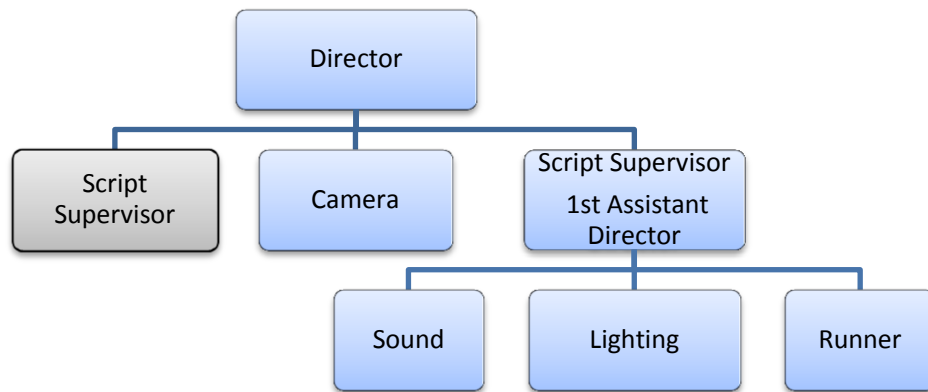 Director
Script
Supervisor
Camera
Script Supervisor
1st Assistant
Director
Sound
Lighting
Runner